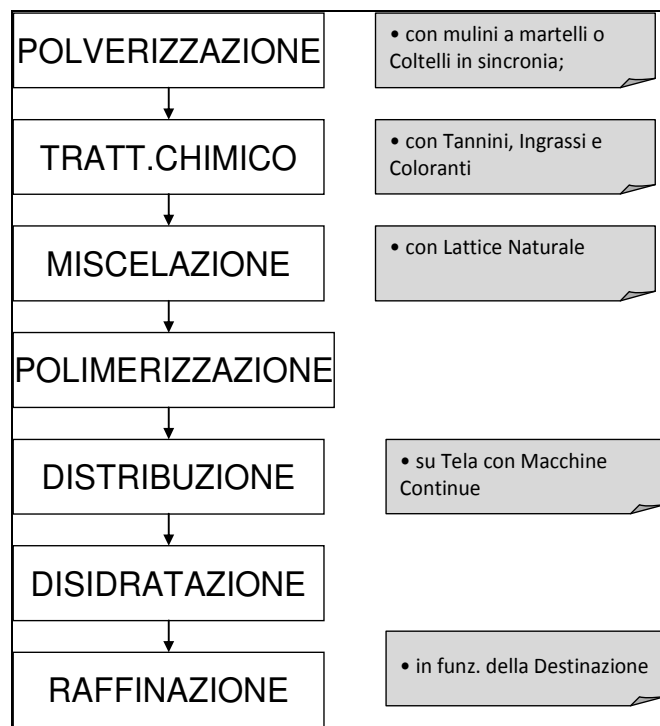 POLVERIZZAZIONE
• con mulini a martelli o
Coltelli in sincronia;
TRATT.CHIMICO
• con Tannini, Ingrassi e
Coloranti
MISCELAZIONE
• con Lattice Naturale
POLIMERIZZAZIONE
DISTRIBUZIONE
• su Tela con Macchine
Continue
DISIDRATAZIONE
RAFFINAZIONE
• in funz. della Destinazione